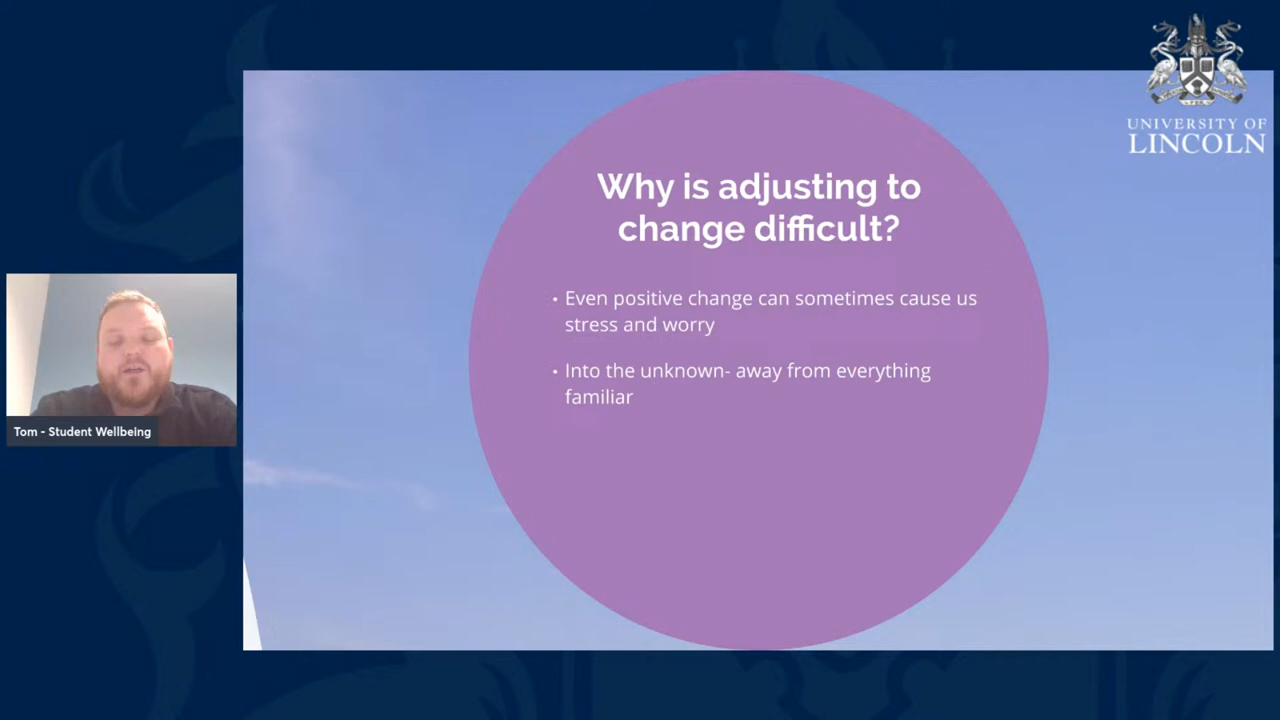 UNIVERSITY OF
LINCOLN
Why is adjusting to
change difficult?
• Even positive change can sometimes cause us
stress and worry
• Into the unknown- away from everything
familiar
Tom - Student Wellbeing